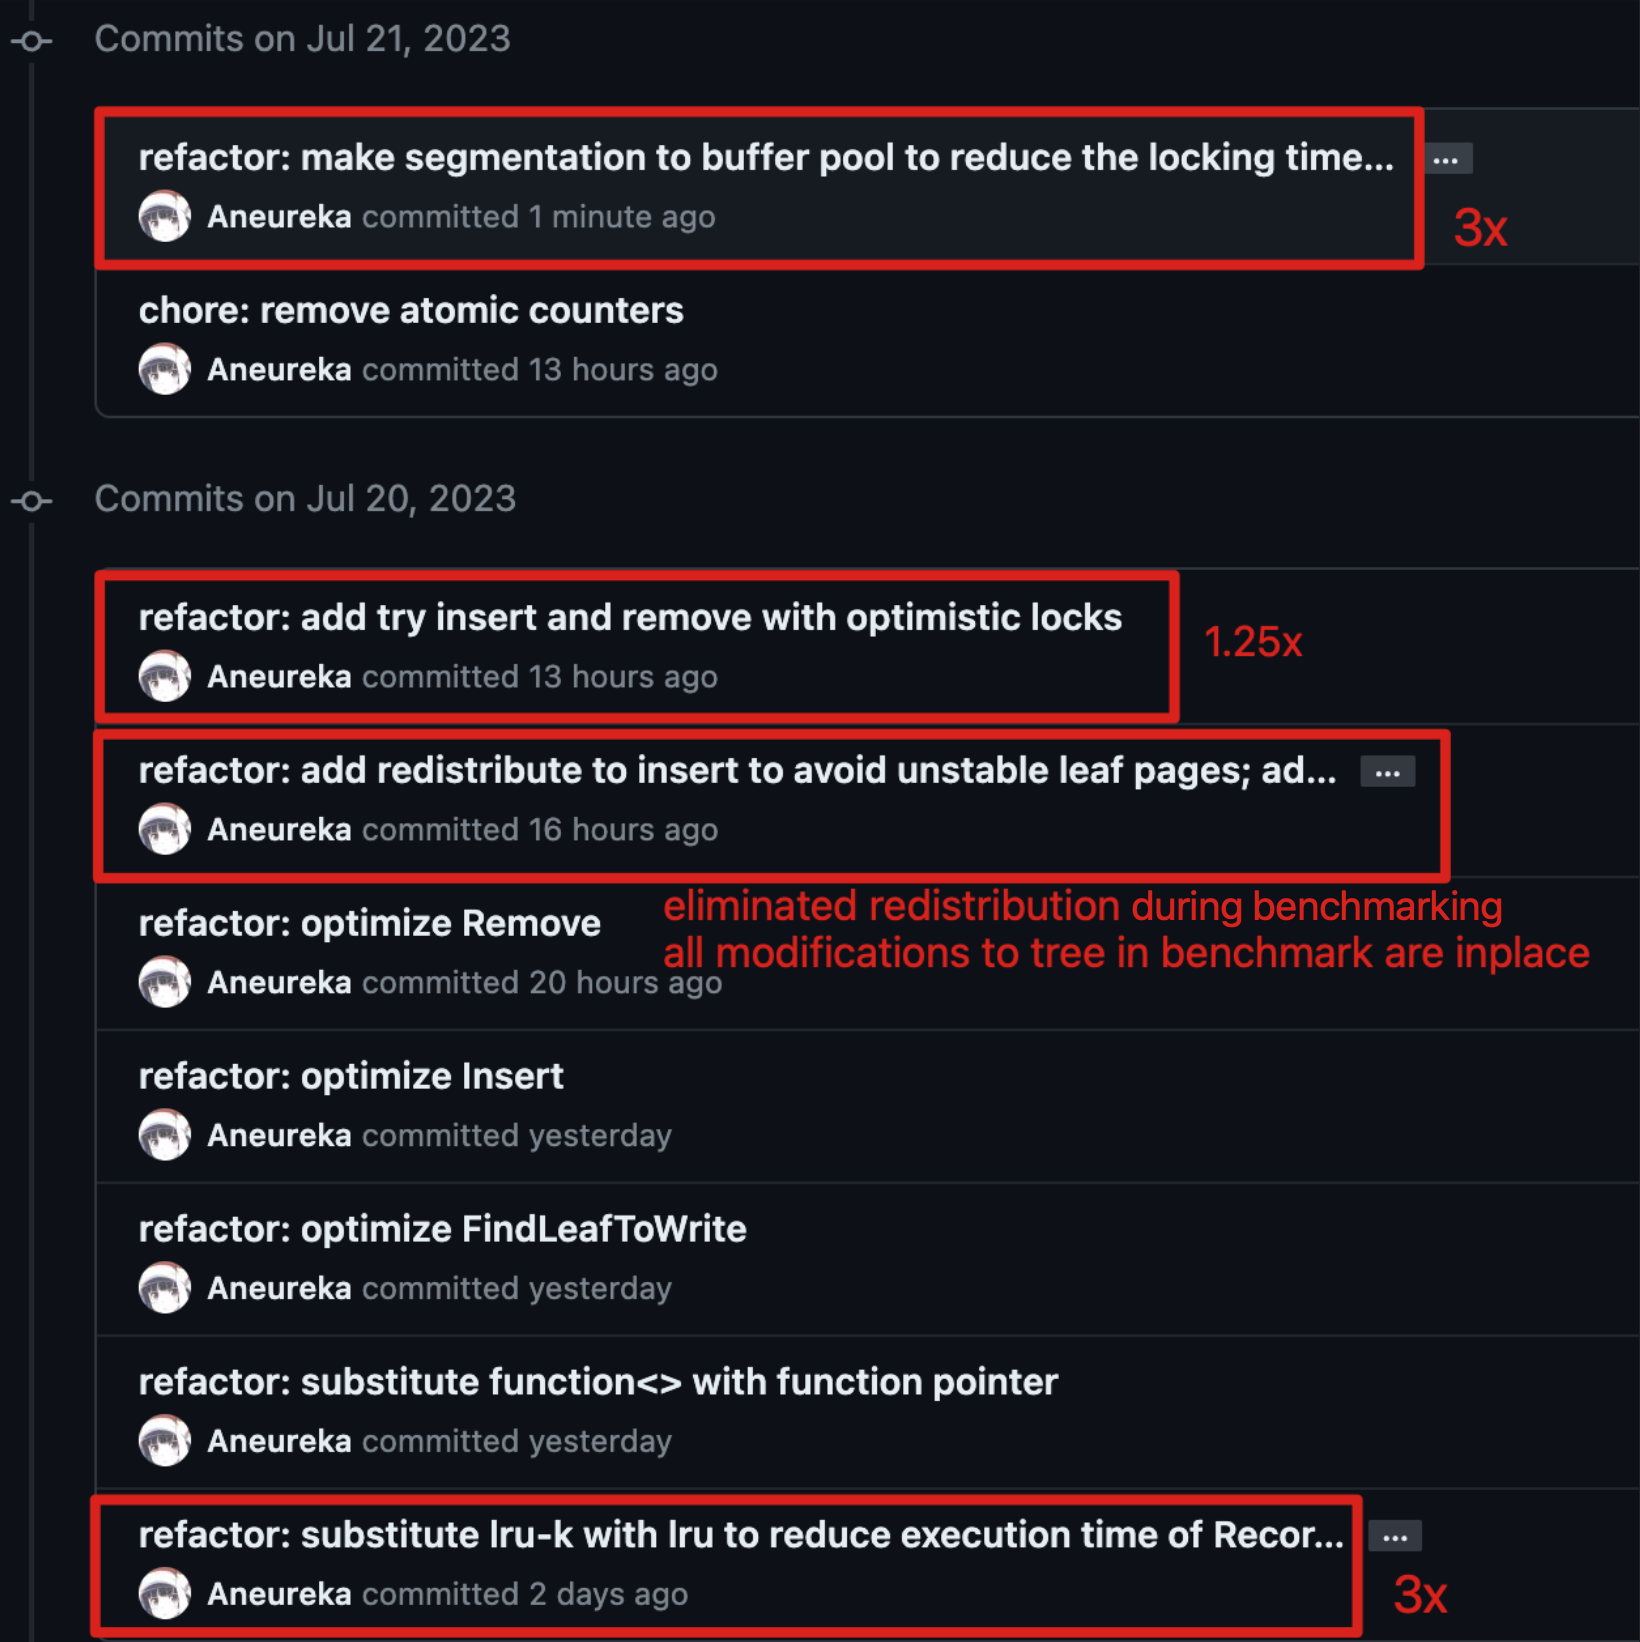 Commits on Jul 21, 2023
refactor: make segmentation to buffer pool to reduce the locking time... ...
Aneureka committed 1 minute ago
3x
chore: remove atomic counters
Aneureka committed 13 hours ago
Commits on Jul 20, 2023
refactor: add try insert and remove with optimistic locks
1.25x
Aneureka committed 13 hours ago
refactor: add redistribute to insert to avoid unstable leaf pages; ad... ...
Aneureka committed 16 hours ago
eliminated redistribution during benchmarking
refactor: optimize Remove
all modifications to tree in benchmark are inplace
Aneureka committed 20 hours ago
refactor: optimize Insert
Aneureka committed yesterday
refactor: optimize FindLeafToWrite
Aneureka committed yesterday
refactor: substitute function<> with function pointer
Aneureka committed yesterday
refactor: substitute lru-k with lru to reduce execution time of Recor... ...
Aneureka committed 2 days ago
3x